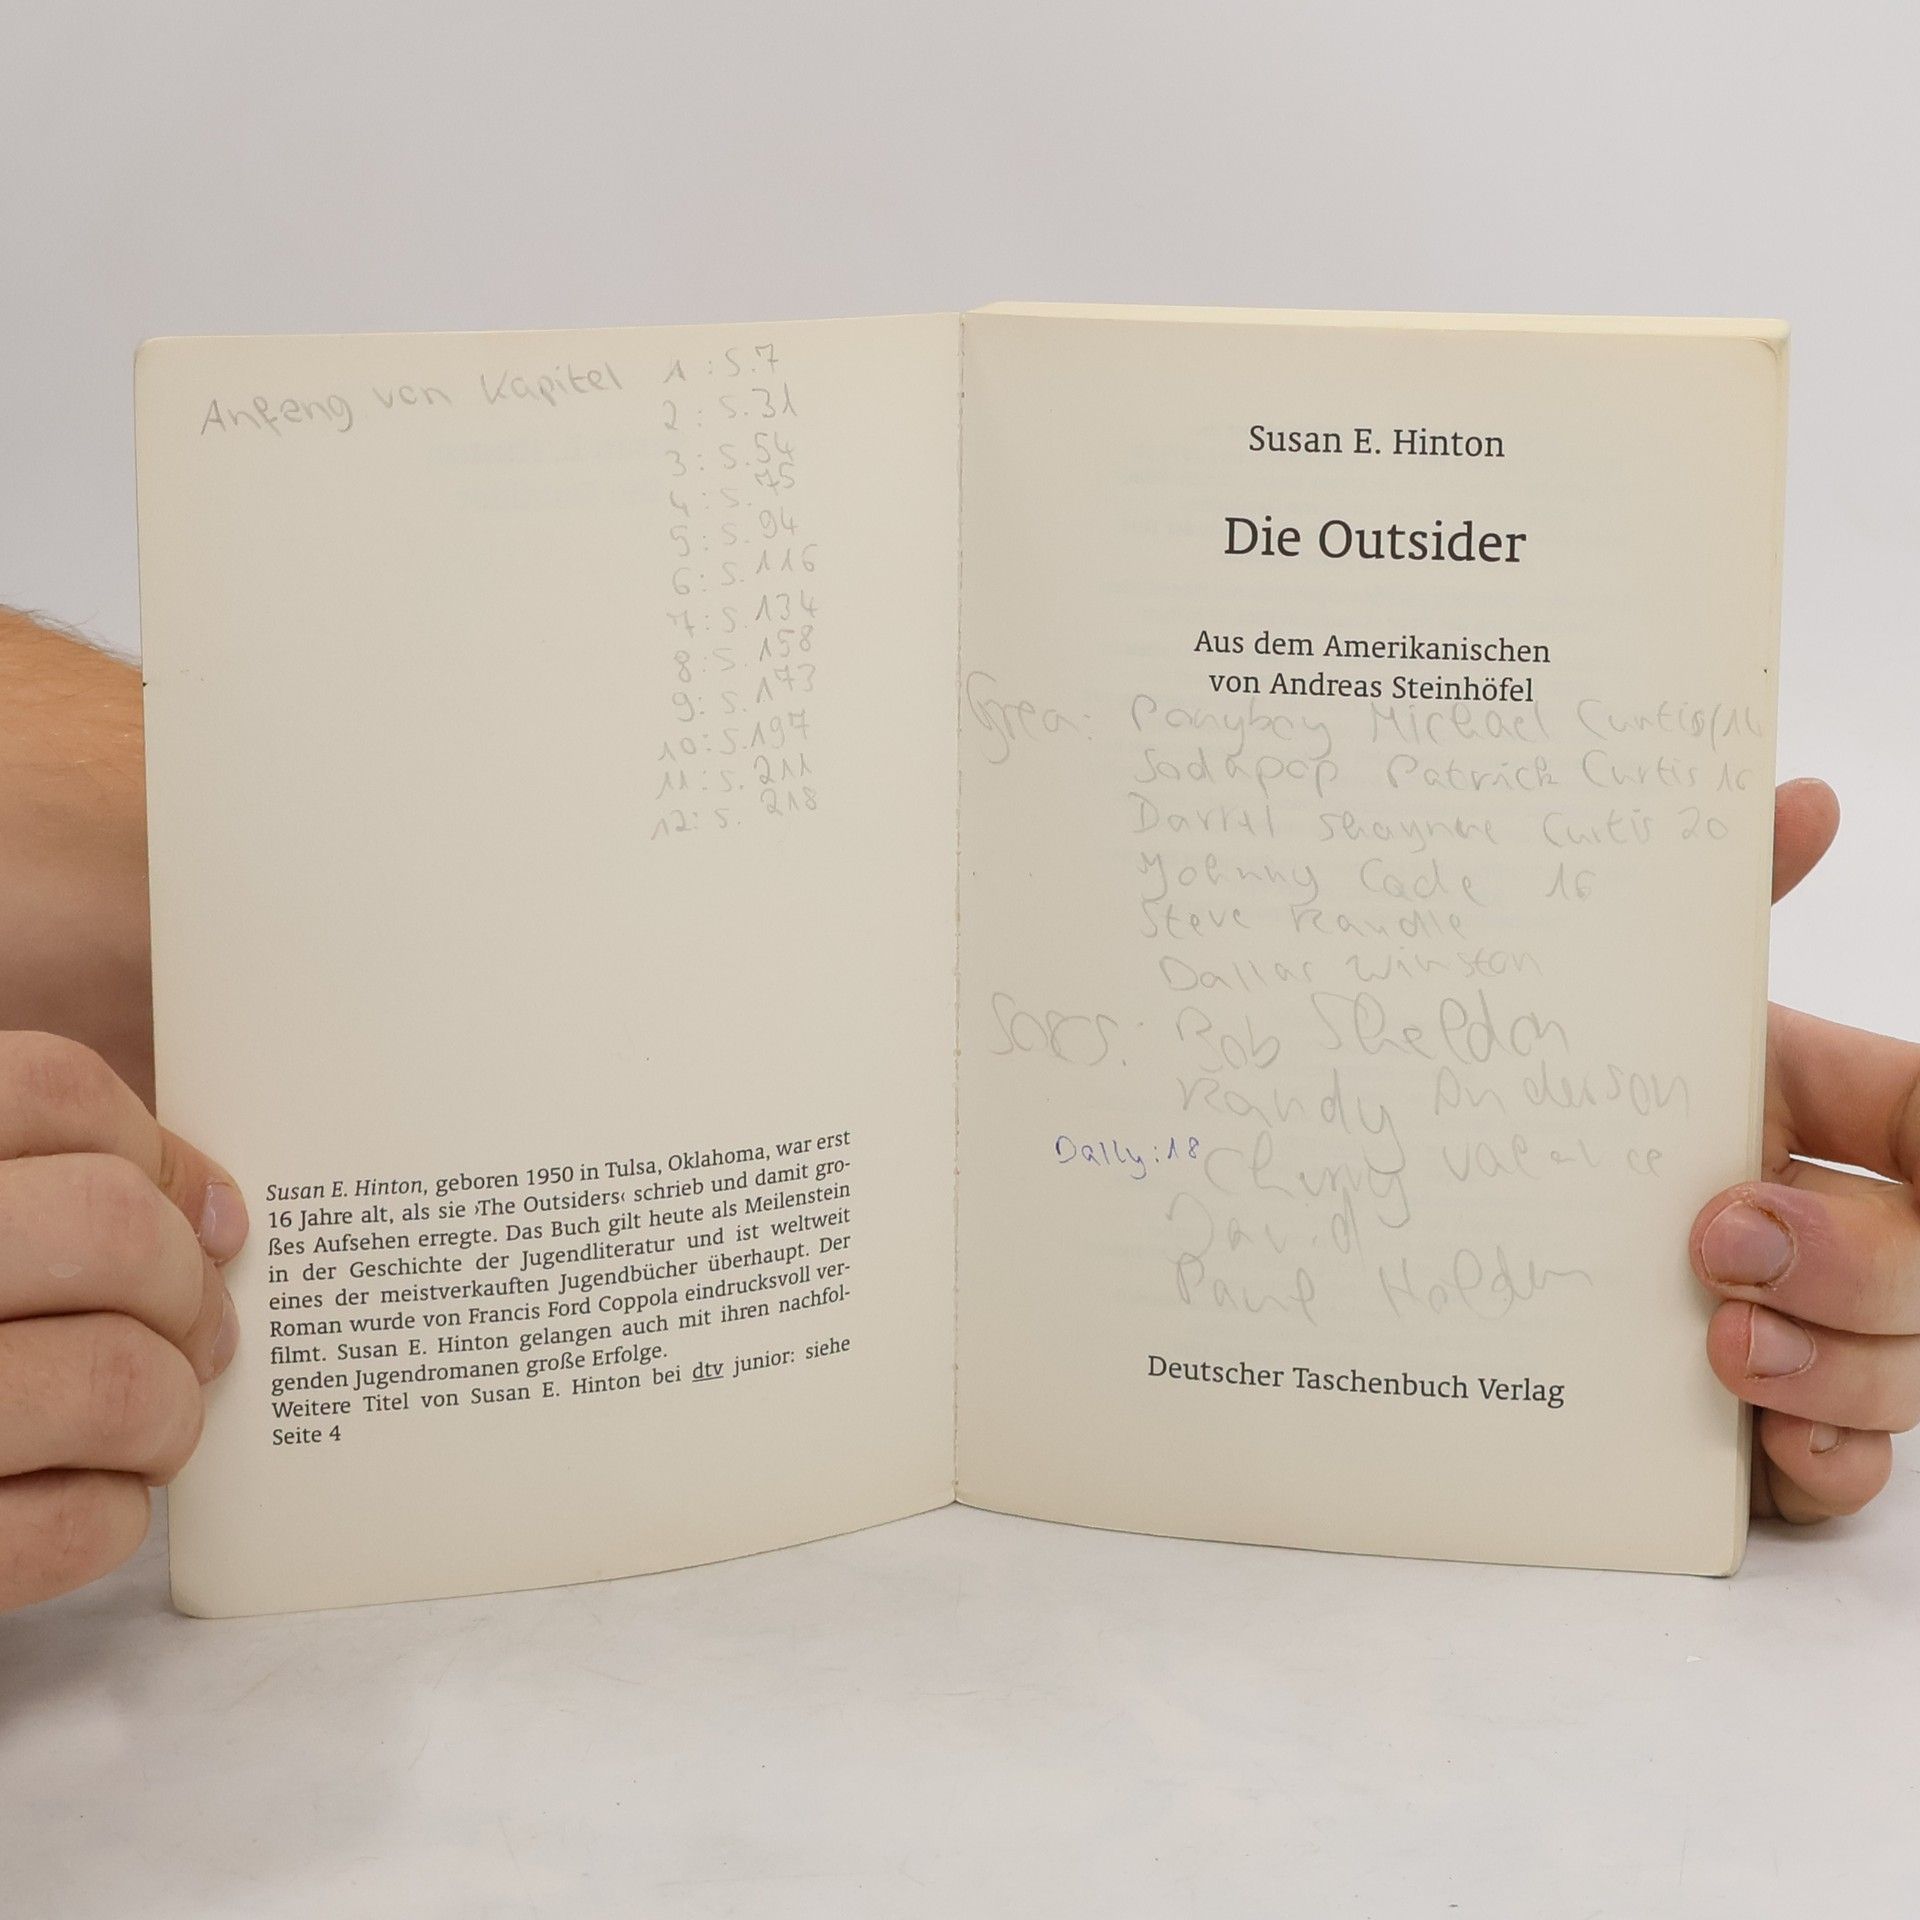 Anfang von Kapitel 1 : S. 7
2 : S. 31
3 : S. 54
4 : S. 75
5 : S. 94
6 : S. 116
7 : S. 134
8 : S. 158
9 : S. 173
10 : S. 197
11 : S. 211
12 : S. 218
Susan E. Hinton, geboren 1950 in Tulsa, Oklahoma, war erst
16 Jahre alt, als sie ›The Outsiders‹ schrieb und damit gro-
ßes Aufsehen erregte. Das Buch gilt heute als Meilenstein
in der Geschichte der Jugendliteratur und ist weltweit
eines der meistverkauften Jugendbücher überhaupt. Der
Roman wurde von Francis Ford Coppola eindrucksvoll ver-
filmt. Susan E. Hinton gelangen auch mit ihren nachfol-
genden Jugendromanen große Erfolge.
Weitere Titel von Susan E. Hinton bei dtv junior: siehe
Seite 4
Susan E. Hinton
Die Outsider
Aus dem Amerikanischen
von Andreas Steinhöfel
Grea: Ponyboy Michael Curtis/14
Sodapop Patrick Curtis 16
Darrel Shaynne Curtis 20
Johnny Cade 16
Steve Randle
Dallas Winston
Socs: Bob Sheldon
Randy Anderson
Dally: 18
David
Paul Holden
Deutscher Taschenbuch Verlag